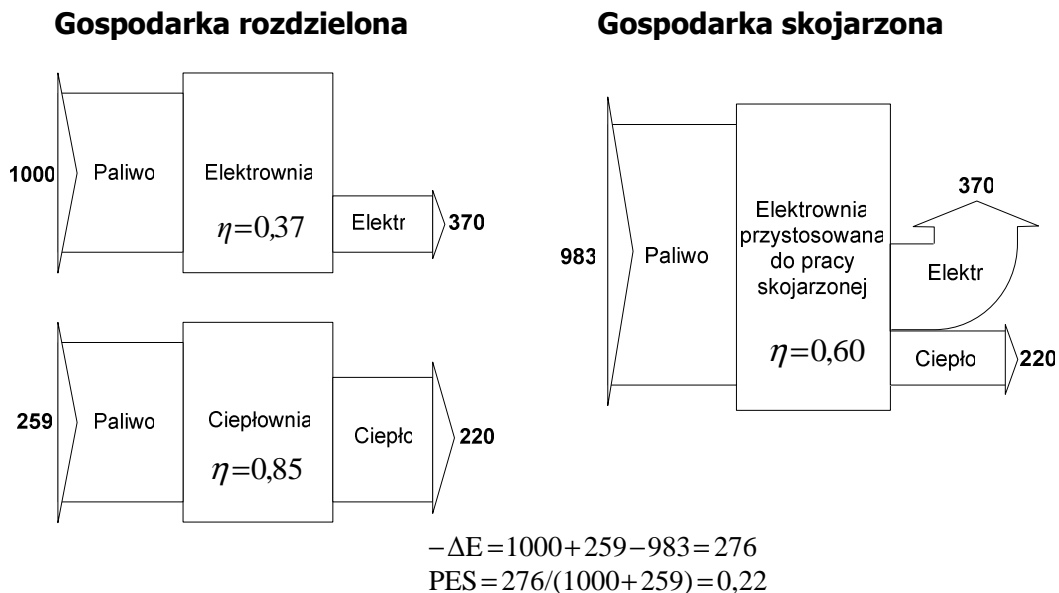 Gospodarka rozdzielona
1000
Paliwo
Elektrownia
η=0,37
Elektr
370
259
Paliwo
Ciepłownia
η=0,85
Ciepło
220
Gospodarka skojarzona
983
Paliwo
Elektrownia
przystosowana
do pracy
skojarzonej
η=0,60
370
Elektr
Ciepło
220
−ΔE=1000+259−983=276
PES=276/(1000+259)=0,22